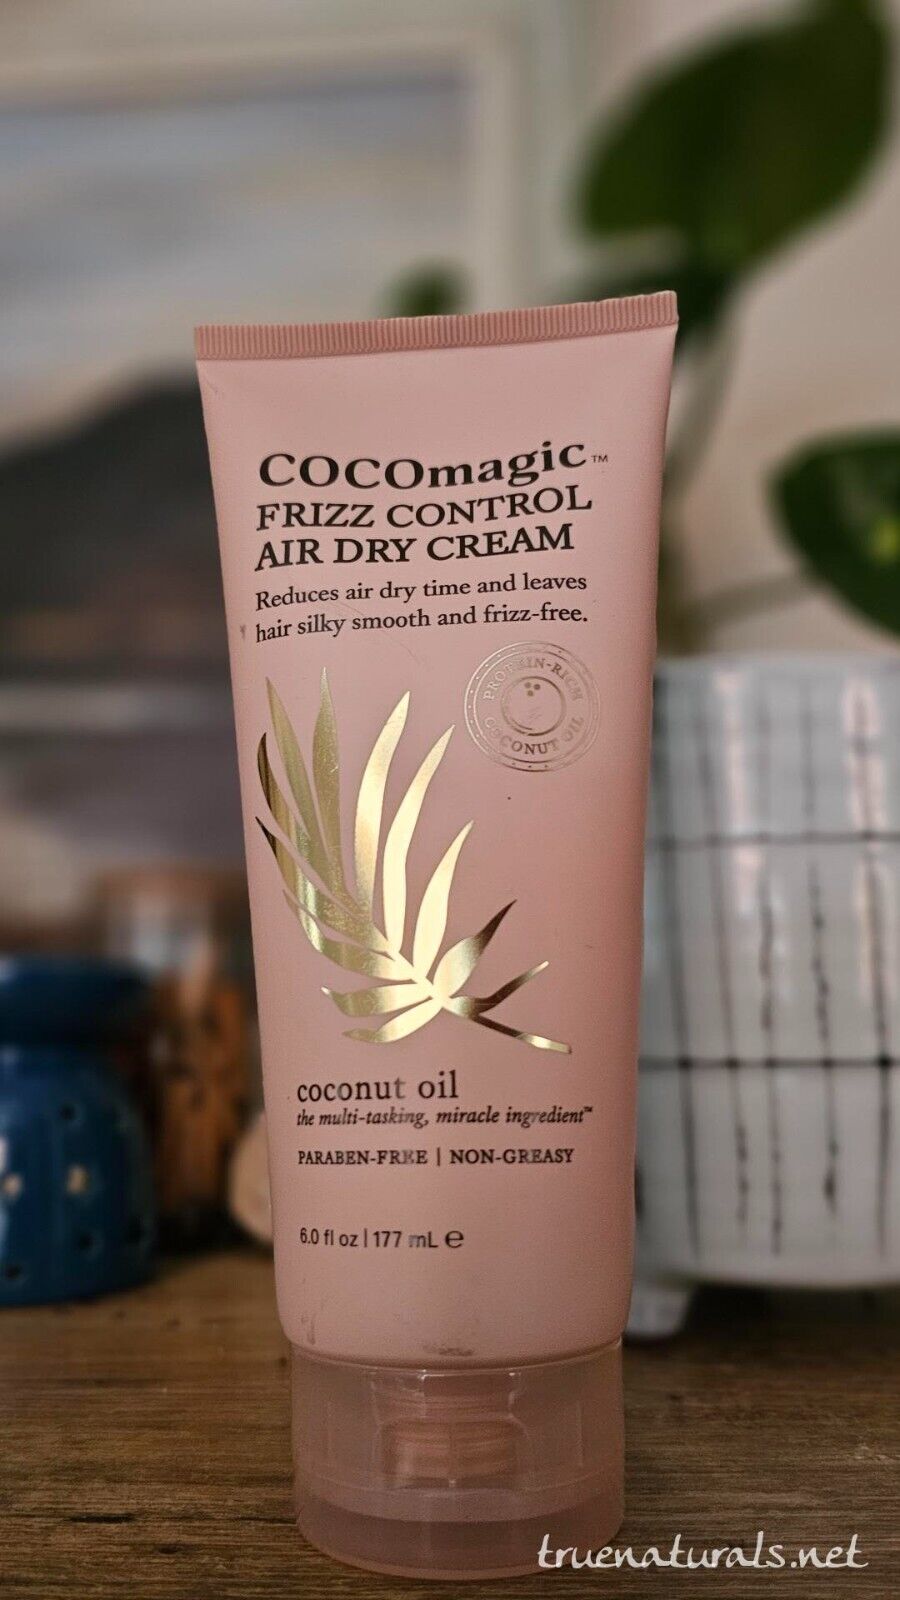 COCOmagic™
FRIZZ CONTROL
AIR DRY CREAM
Reduces air dry time and leaves
hair silky smooth and frizz-free.
PROTEIN-RICH
COCONUT OIL
coconut oil
the multi-tasking, miracle ingredient™
PARABEN-FREE | NON-GREASY
6.0 fl oz | 177 mL ℮
truenaturals.net